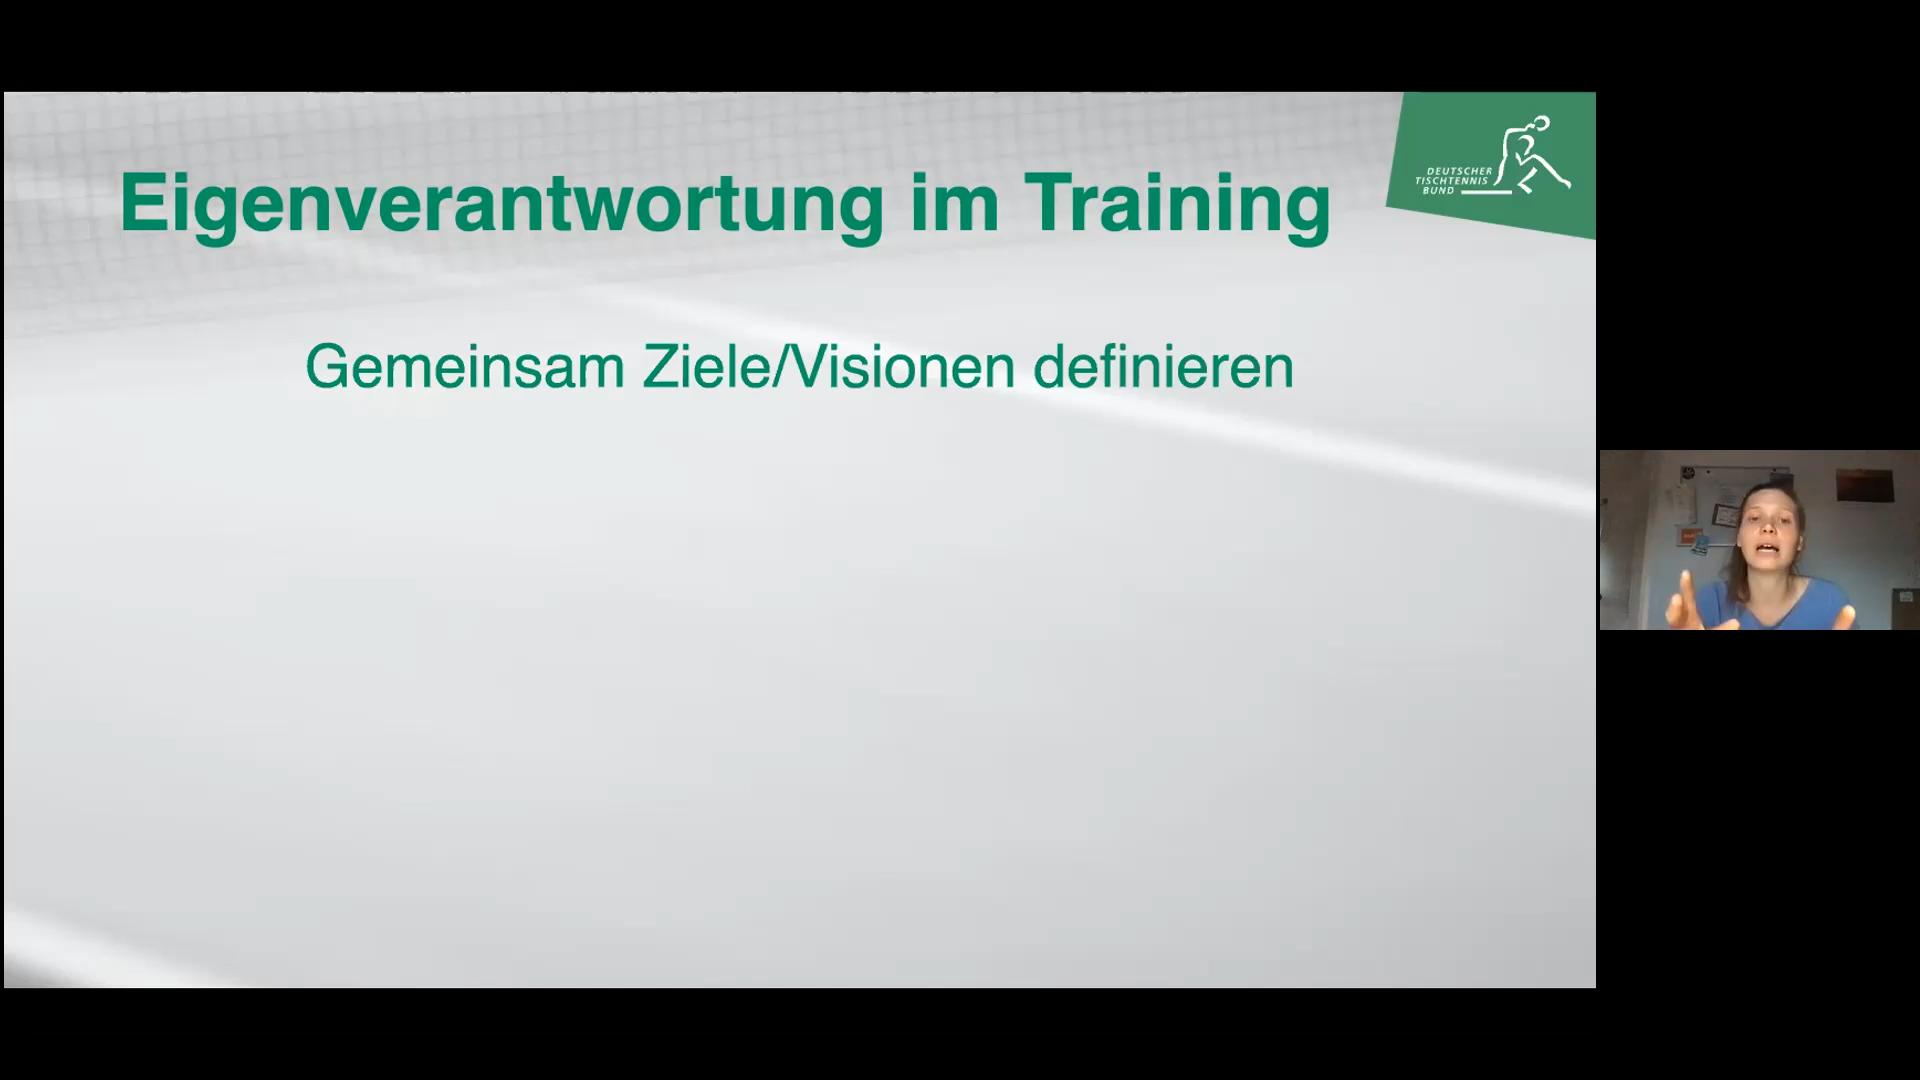 Eigenverantwortung im Training
DEUTSCHER
TISCHTENNIS
BUND
Gemeinsam Ziele/Visionen definieren